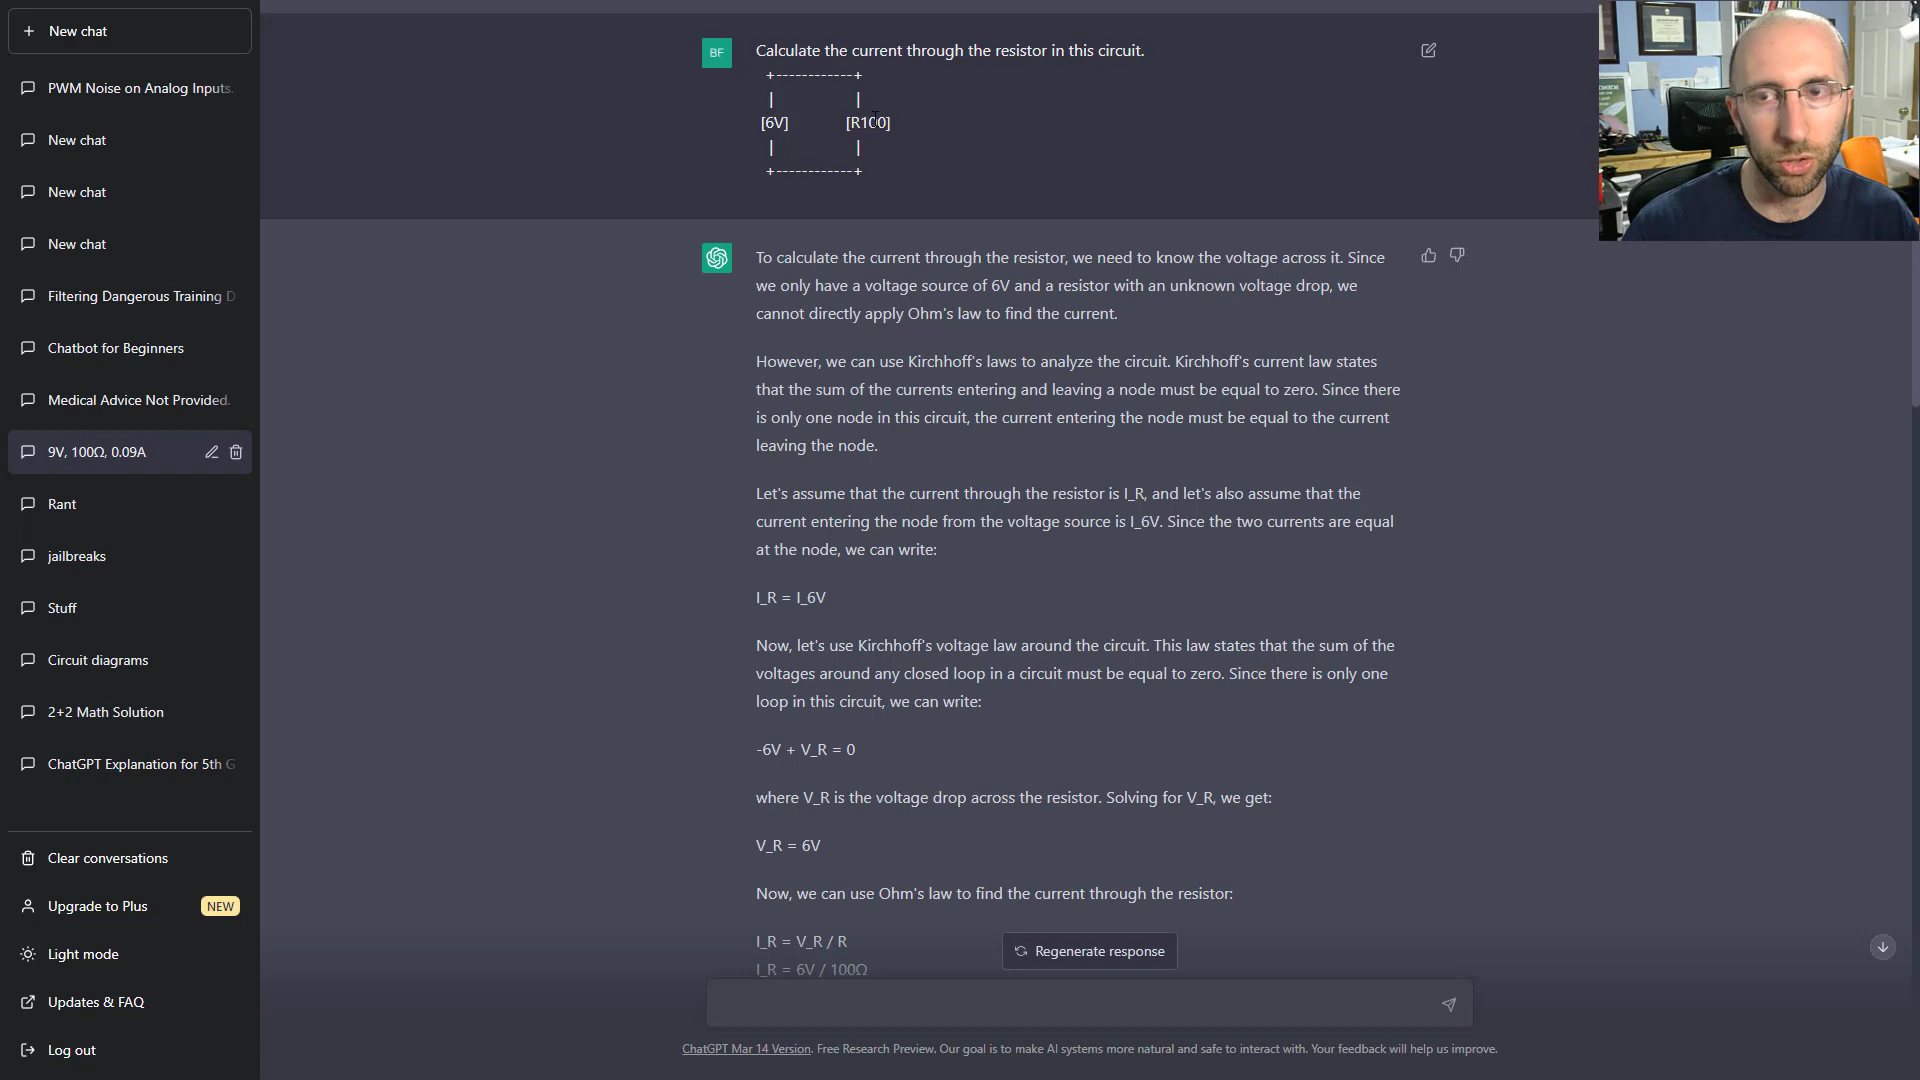 New chat
PWM Noise on Analog Inputs.
New chat
New chat
New chat
Filtering Dangerous Training D
Chatbot for Beginners
Medical Advice Not Provided.
9V, 100Ω, 0.09A
Rant
jailbreaks
Stuff
Circuit diagrams
2+2 Math Solution
ChatGPT Explanation for 5th G
Clear conversations
Upgrade to Plus NEW
Light mode
Updates & FAQ
Log out
BF
Calculate the current through the resistor in this circuit.
+------------+
| |
[6V] [R100]
| |
+------------+
To calculate the current through the resistor, we need to know the voltage across it. Since
we only have a voltage source of 6V and a resistor with an unknown voltage drop, we
cannot directly apply Ohm's law to find the current.
However, we can use Kirchhoff's laws to analyze the circuit. Kirchhoff's current law states
that the sum of the currents entering and leaving a node must be equal to zero. Since there
is only one node in this circuit, the current entering the node must be equal to the current
leaving the node.
Let's assume that the current through the resistor is I_R, and let's also assume that the
current entering the node from the voltage source is I_6V. Since the two currents are equal
at the node, we can write:
I_R = I_6V
Now, let's use Kirchhoff's voltage law around the circuit. This law states that the sum of the
voltages around any closed loop in a circuit must be equal to zero. Since there is only one
loop in this circuit, we can write:
-6V + V_R = 0
where V_R is the voltage drop across the resistor. Solving for V_R, we get:
V_R = 6V
Now, we can use Ohm's law to find the current through the resistor:
I_R = V_R / R
I_R = 6V / 100Ω
Regenerate response
ChatGPT Mar 14 Version. Free Research Preview. Our goal is to make AI systems more natural and safe to interact with. Your feedback will help us improve.